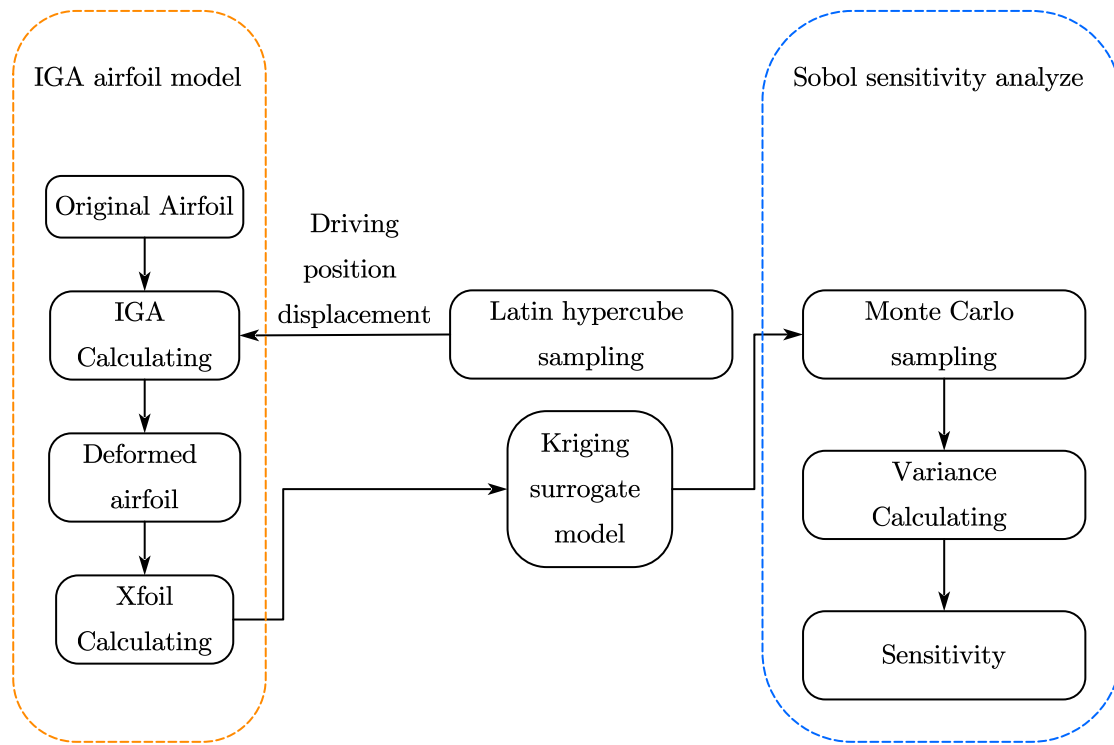 IGA airfoil model
Original Airfoil
IGA
Calculating
Deformed
airfoil
Xfoil
Calculating
Driving
position
displacement
Latin hypercube
sampling
Kriging
surrogate
model
Sobol sensitivity analyze
Monte Carlo
sampling
Variance
Calculating
Sensitivity